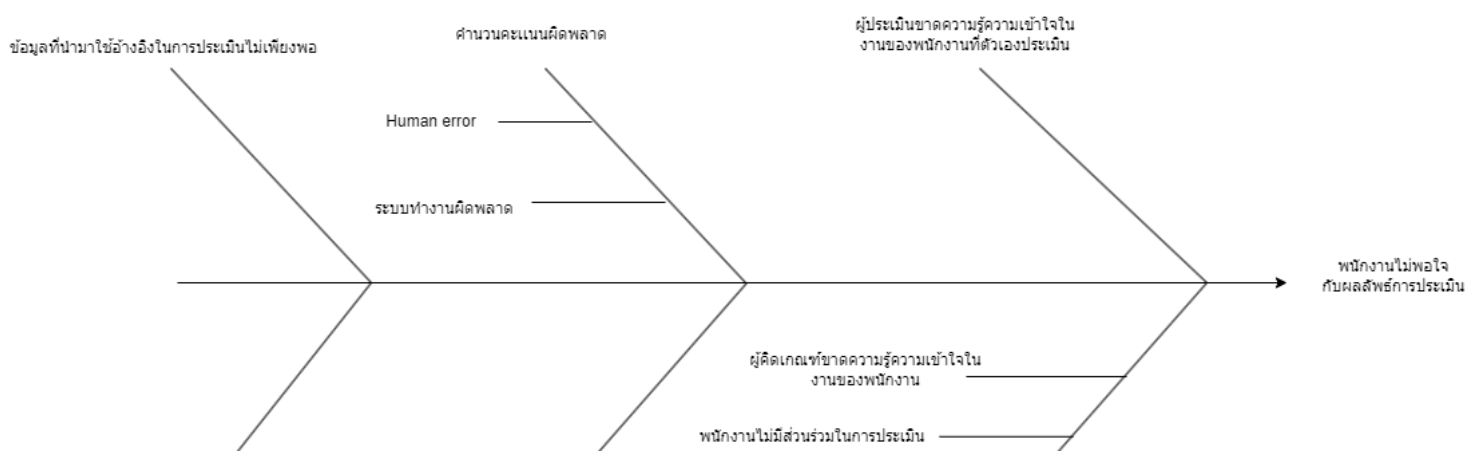 ข้อมูลที่นำมาใช้อ้างอิงในการประเมินไม่เพียงพอ
คำนวนคะแนนผิดพลาด
ผู้ประเมินขาดความรู้ความเข้าใจใน
งานของพนักงานที่ตัวเองประเมิน
Human error
ระบบทำงานผิดพลาด
พนักงานไม่พอใจ
กับผลลัพธ์การประเมิน
ผู้คิดเกณฑ์ขาดความรู้ความเข้าใจใน
งานของพนักงาน
พนักงานไม่มีส่วนร่วมในการประเมิน